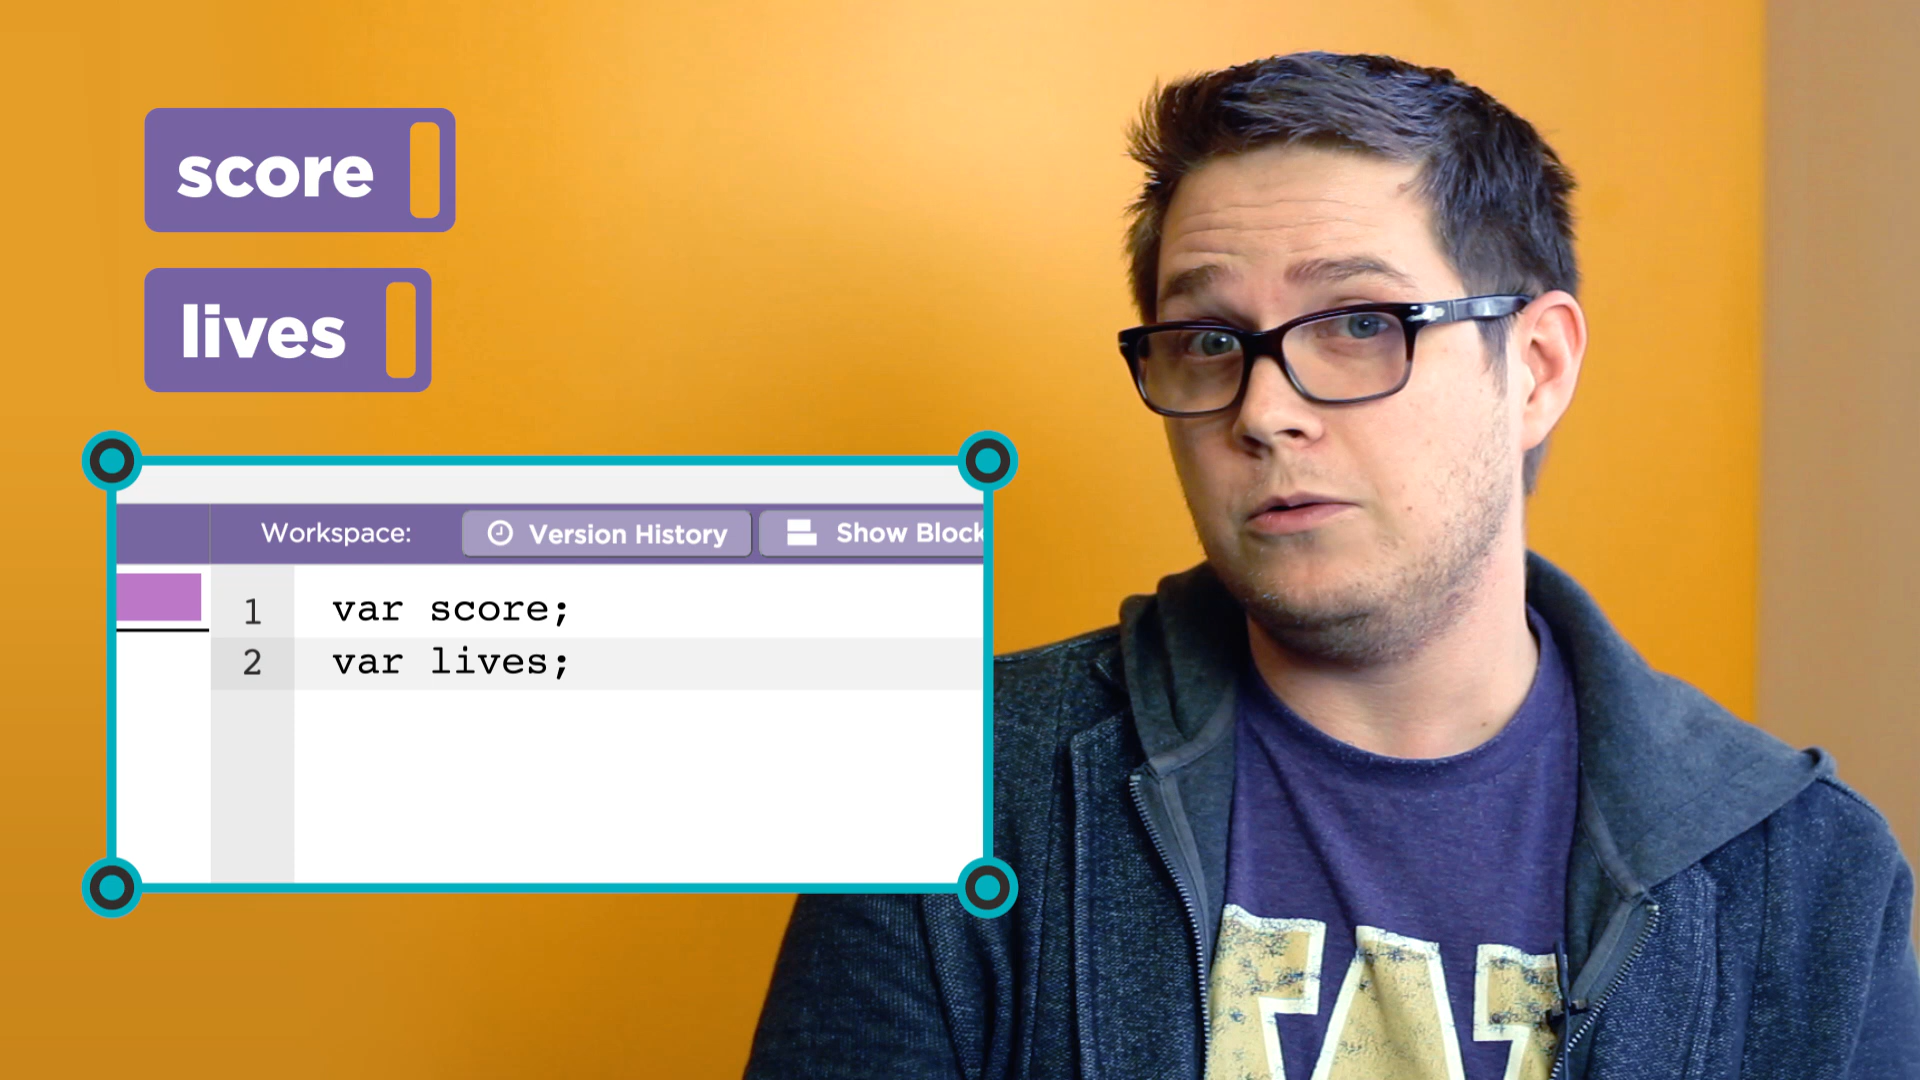 score
lives
Workspace: Version History Show Block
1 var score;
2 var lives;